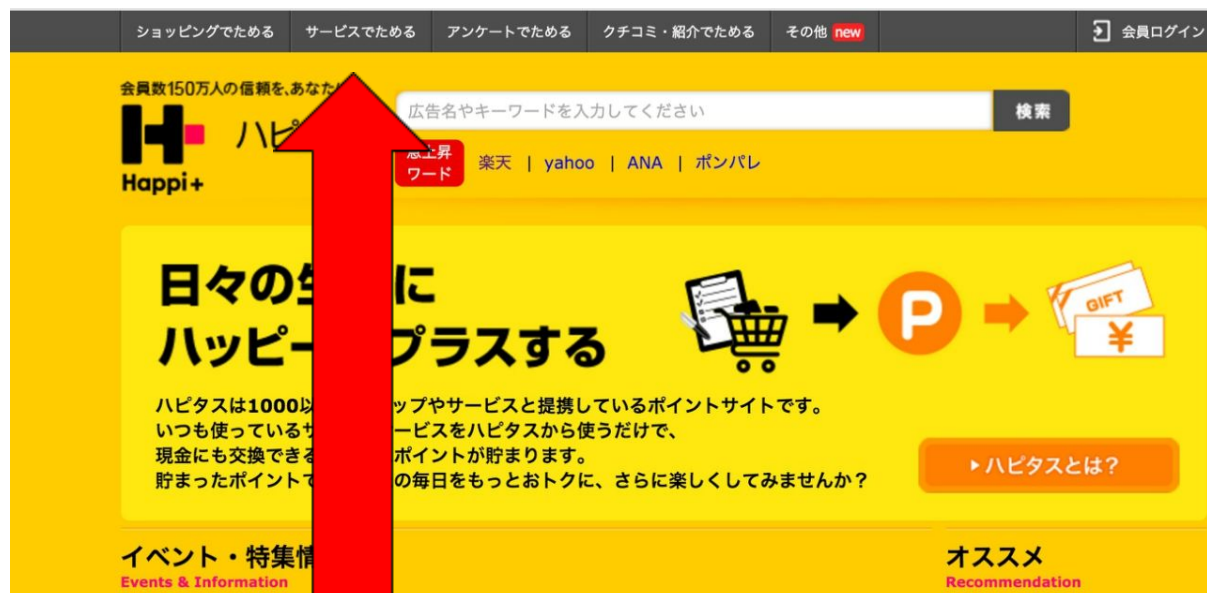 ショッピングでためる サービスでためる アンケートでためる クチコミ・紹介でためる その他 new 会員ログイン
会員数150万人の信頼を、あなた
広告名やキーワードを入力してください 検索
Happi+
ワード 楽天 | yahoo | ANA | ポンパレ
日々の に
ハッピー プラスする
P GIFT ¥
ハピタスは1000以 ップやサービスと提携しているポイントサイトです。
いつも使っている ービスをハピタスから使うだけで、
現金にも交換でき ポイントが貯まります。
貯まったポイントで の毎日をもっとおトクに、さらに楽しくしてみませんか？
▶ハピタスとは？
イベント・特集
Events & Information
オススメ
Recommendation